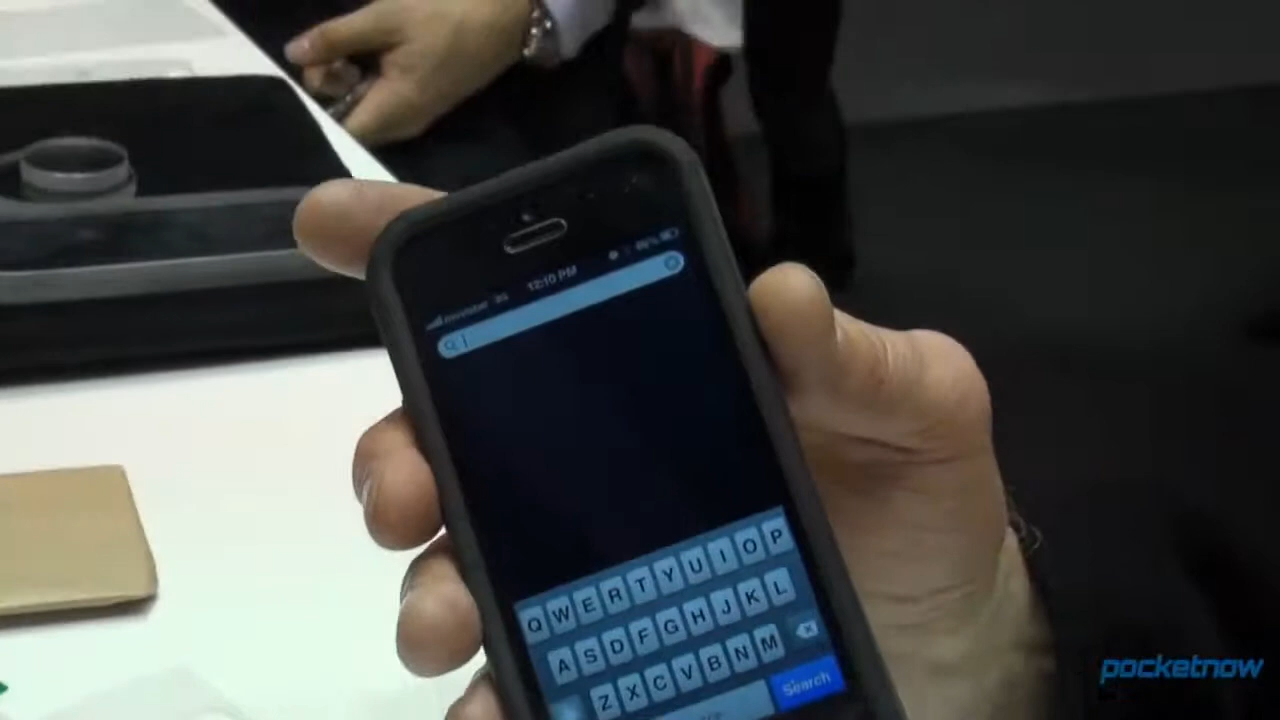 12:10 PM
Q W E R T Y U I O P
A S D F G H J K L
Z X C V B N M
Search
pocketnow